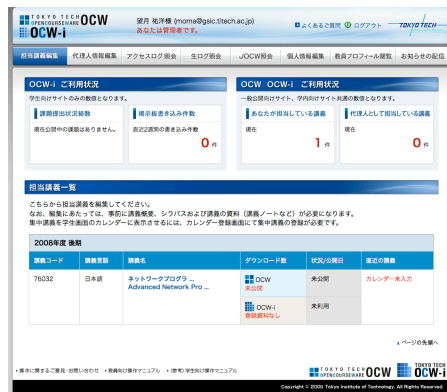 TOKYO TECH OCW
OPENCOURSEWARE
OCW-i
望月 祐洋様 (moma@gsic.titech.ac.jp)
あなたは管理者です。
よくあるご質問 ログアウト TOKYO TECH
担当講義編集 代理人情報編集 アクセスログ照会 生ログ照会 JOCW照会 個人情報編集 教員プロフィール閲覧 お知らせの配信
OCW-i ご利用状況
学生向けサイトのみの数値となります。
課題提出状況総数
現在公開中の課題はありません。
掲示板書き込み件数
直近2週間の書き込み件数
0 件
OCW OCW-i ご利用状況
一般公開向けサイト、学内向けサイト共通の数値となります。
あなたが担当している講義
現在
1 件
代理人として担当している講義
現在
0 件
担当講義一覧
こちらから担当講義を編集してください。
なお、編集にあたっては、事前に講義概要、シラバスおよび講義の資料（講義ノートなど）が必要になります。
集中講義を学生画面のカレンダーに表示させるには、カレンダー登録画面にて集中講義の登録が必要です。
2008年度 後期
講義コード 講義言語 講義名 ダウンロード数 状況/公開日 直近の講義
76032 日本語 ネットワークプログラ ...
Advanced Network Pro ...
OCW 未公開 カレンダー未入力
未公開
OCW-i 未利用
登録資料なし
ページの先頭へ
操作に関するご意見・お問い合わせ ・教員向け操作マニュアル ・(参考)学生向け操作マニュアル
TOKYO TECH OCW
OPENCOURSEWARE
TOKYO TECH
OCW-i
Copyright © 2009 Tokyo Institute of Technology. All Rights Reserved.